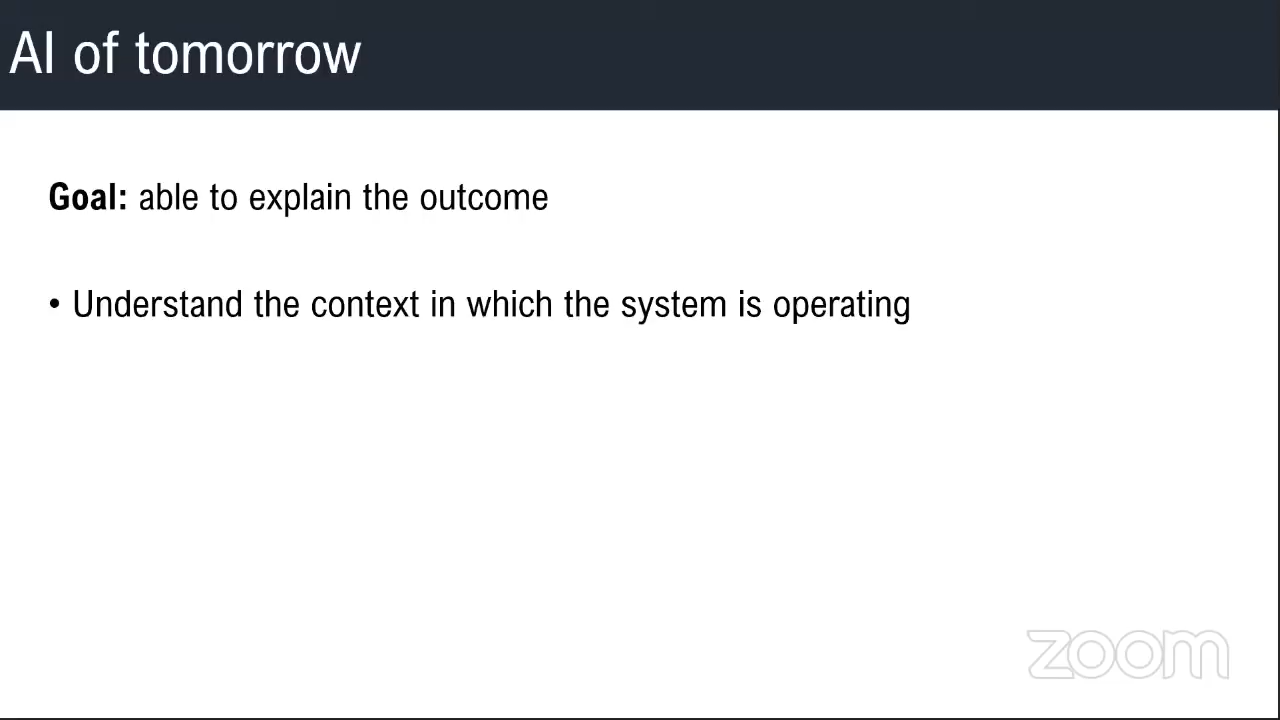 AI of tomorrow
Goal: able to explain the outcome
• Understand the context in which the system is operating
zoom